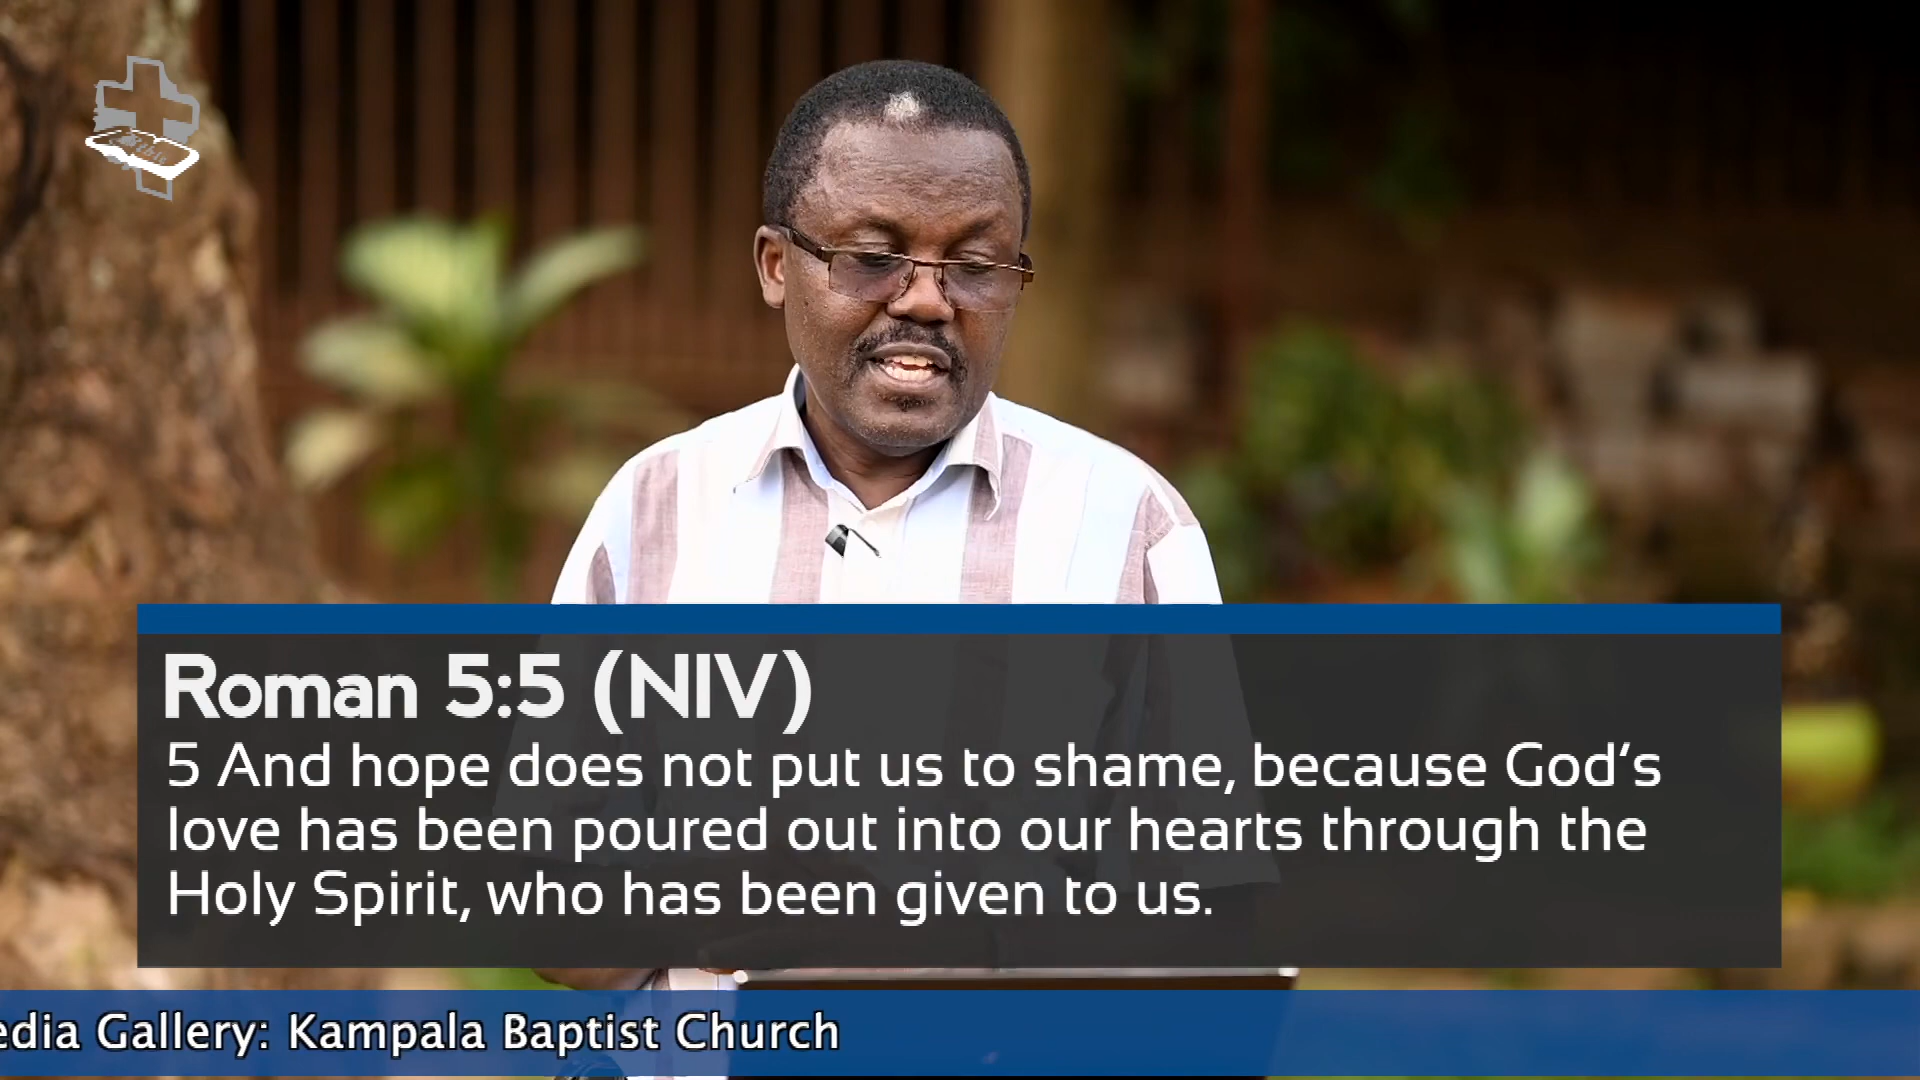 Roman 5:5 (NIV)
5 And hope does not put us to shame, because God's
love has been poured out into our hearts through the
Holy Spirit, who has been given to us.
Gallery: Kampala Baptist Church